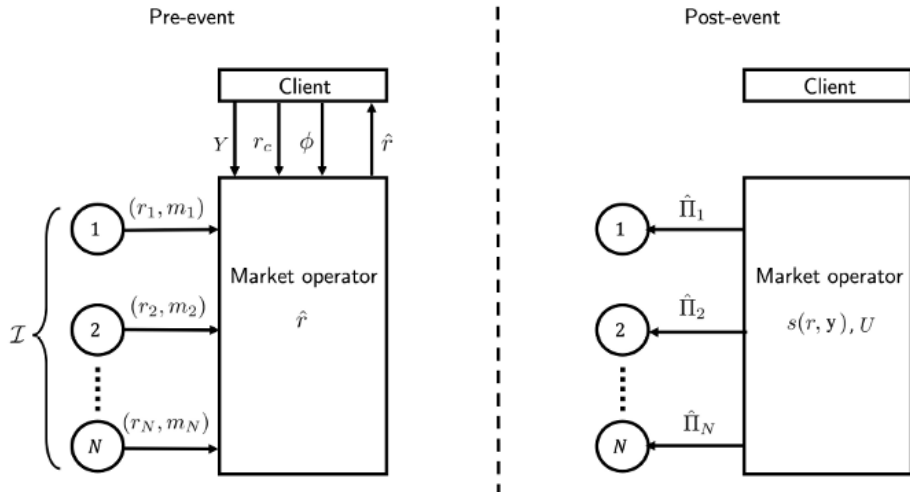 Pre-event
Post-event
Client
Client
Y
r_c
ϕ
r̂
(r_1, m_1)
1
(r_2, m_2)
2
(r_N, m_N)
N
ℐ
Market operator
r̂
Π̂_1
1
Π̂_2
2
Π̂_N
N
Market operator
s(r, y), U